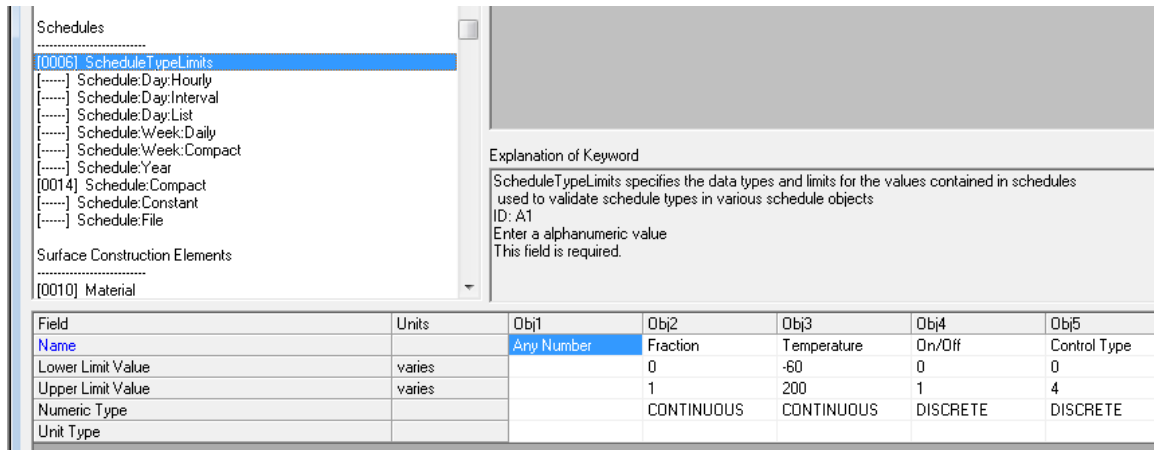 Schedules
---------------------------
[0006] ScheduleTypeLimits
[------] Schedule:Day:Hourly
[------] Schedule:Day:Interval
[------] Schedule:Day:List
[------] Schedule:Week:Daily
[------] Schedule:Week:Compact
[------] Schedule:Year
[0014] Schedule:Compact
[------] Schedule:Constant
[------] Schedule:File
Surface Construction Elements
---------------------------
[0010] Material
Explanation of Keyword
ScheduleTypeLimits specifies the data types and limits for the values contained in schedules
used to validate schedule types in various schedule objects
ID: A1
Enter a alphanumeric value
This field is required.
Field Units Obj1 Obj2 Obj3 Obj4 Obj5
Name Any Number Fraction Temperature On/Off Control Type
Lower Limit Value varies 0 -60 0 0
Upper Limit Value varies 1 200 1 4
Numeric Type CONTINUOUS CONTINUOUS DISCRETE DISCRETE
Unit Type